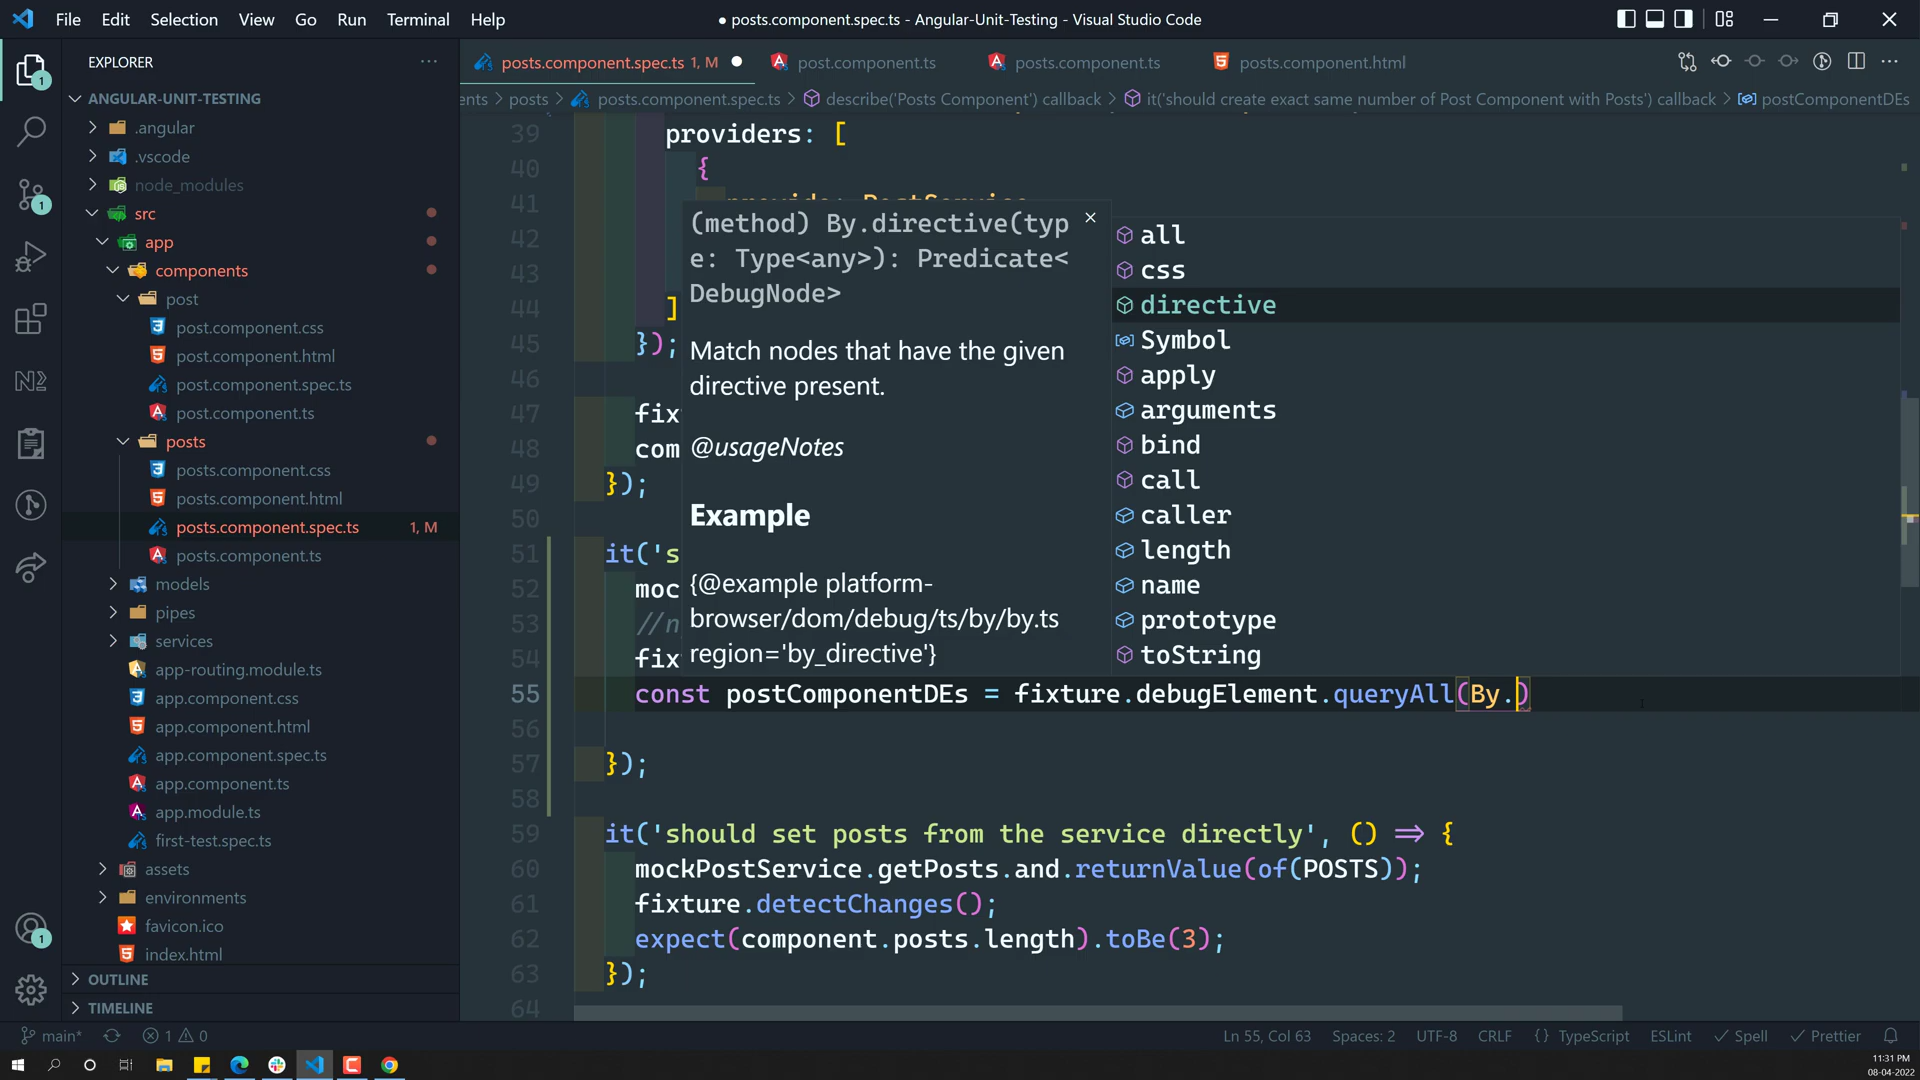 File Edit Selection View Go Run Terminal Help
● posts.component.spec.ts - Angular-Unit-Testing - Visual Studio Code
EXPLORER
ANGULAR-UNIT-TESTING
.angular
.vscode
node_modules
src
app
components
post
post.component.css
post.component.html
post.component.spec.ts
post.component.ts
posts
posts.component.css
posts.component.html
posts.component.spec.ts 1, M
posts.component.ts
models
pipes
services
app-routing.module.ts
app.component.css
app.component.html
app.component.spec.ts
app.component.ts
app.module.ts
first-test.spec.ts
assets
environments
favicon.ico
index.html
OUTLINE
TIMELINE
posts.component.spec.ts 1, M ● post.component.ts posts.component.ts posts.component.html
ents > posts > posts.component.spec.ts > describe('Posts Component') callback > it('should create exact same number of Post Component with Posts') callback > postComponentDEs
39 providers: [
40 {
41
42
43
44 ]
45 });
46
47 fix
48 com
49 });
50
51 it('s
52 moc
53 //n
54 fix
55 const postComponentDEs = fixture.debugElement.queryAll(By.)
57 });
58
59 it('should set posts from the service directly', () => {
60 mockPostService.getPosts.and.returnValue(of(POSTS));
61 fixture.detectChanges();
62 expect(component.posts.length).toBe(3);
63 });
64
(method) By.directive(typ
e: Type<any>): Predicate<
DebugNode>
Match nodes that have the given
directive present.
@usageNotes
Example
{@example platform-
browser/dom/debug/ts/by/by.ts
region='by_directive'}
all
css
directive
Symbol
apply
arguments
bind
call
caller
length
name
prototype
toString
main* 1 0 Ln 55, Col 63 Spaces: 2 UTF-8 CRLF {} TypeScript ESLint Spell Prettier
11:31 PM
08-04-2022